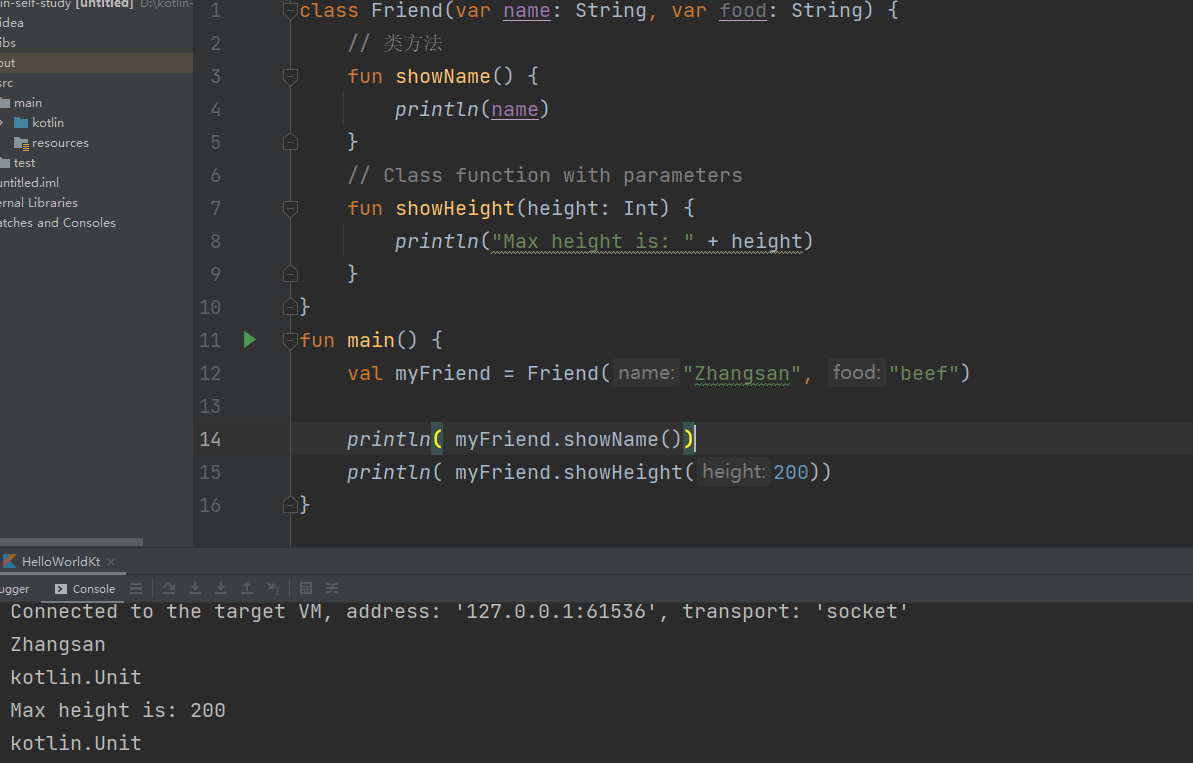 in-self-study [untitled] D:\kotlin-
idea
ibs
out
src
main
kotlin
resources
test
untitled.iml
ernal Libraries
atches and Consoles
1 class Friend(var name: String, var food: String) {
2 // 类方法
3 fun showName() {
4 println(name)
5 }
6 // Class function with parameters
7 fun showHeight(height: Int) {
8 println("Max height is: " + height)
9 }
10 }
11 fun main() {
12 val myFriend = Friend( name: "Zhangsan", food: "beef")
13
14 println( myFriend.showName())
15 println( myFriend.showHeight( height: 200))
16 }
HelloWorldKt
ugger Console
Connected to the target VM, address: '127.0.0.1:61536', transport: 'socket'
Zhangsan
kotlin.Unit
Max height is: 200
kotlin.Unit